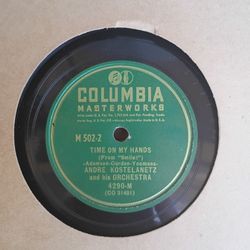 COLUMBIA
MASTERWORKS
M 502-2
TIME ON MY HANDS
(From "Smiles")
-Adamson-Gordon-Youmans-
ANDRE KOSTELANETZ
and his ORCHESTRA
4290-M
(CO 31451)